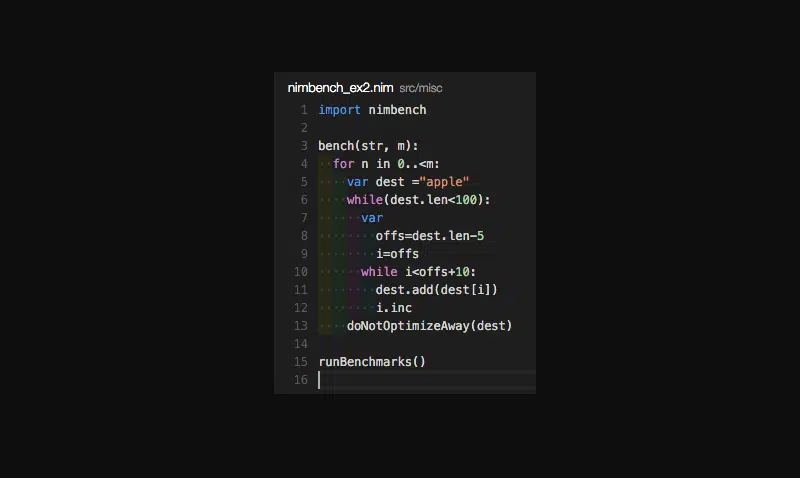 nimbench_ex2.nim src/misc
1 import nimbench
2
3 bench(str, m):
4   for n in 0..<m:
5     var dest ="apple"
6     while(dest.len<100):
7       var
8         offs=dest.len-5
9         i=offs
10       while i<offs+10:
11         dest.add(dest[i])
12         i.inc
13     doNotOptimizeAway(dest)
14
15 runBenchmarks()
16